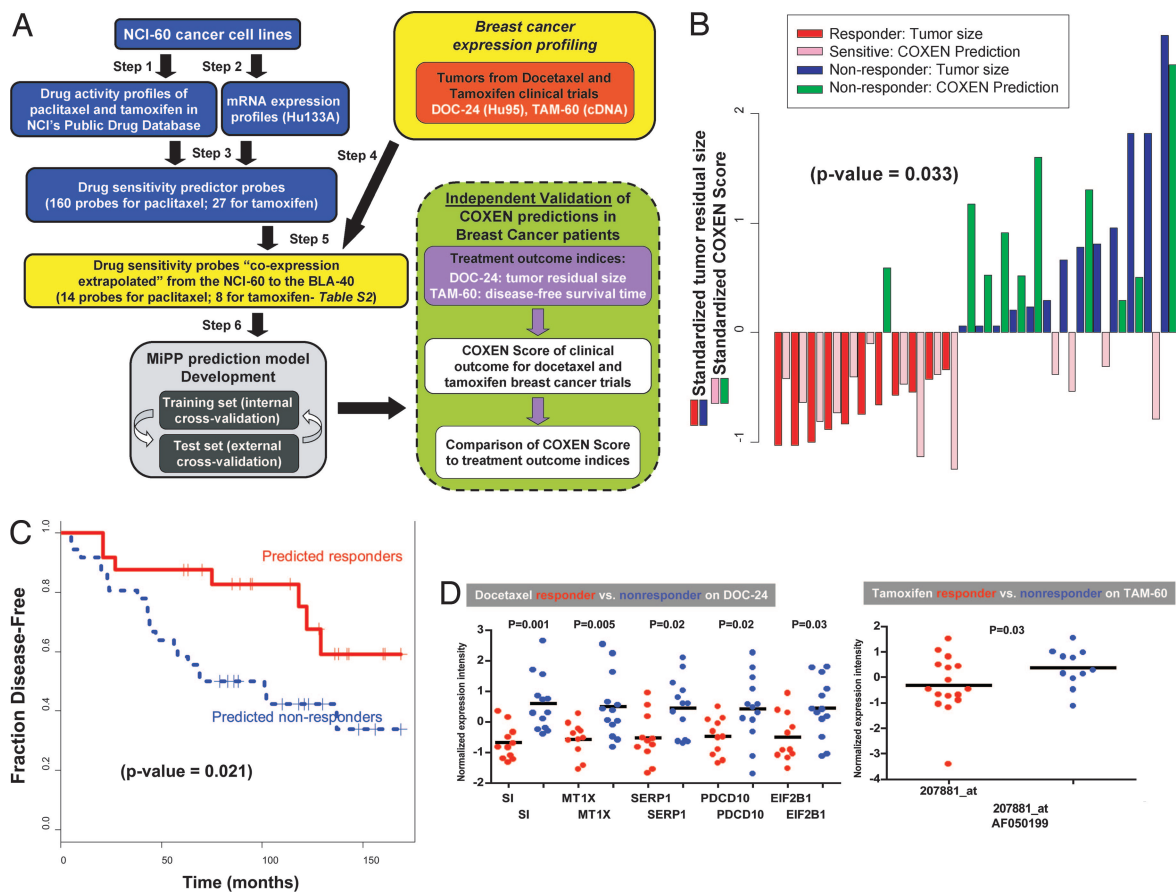 A
NCI-60 cancer cell lines
Step 1
Step 2
Drug activity profiles of
paclitaxel and tamoxifen in
NCI's Public Drug Database
mRNA expression
profiles (Hu133A)
Step 3
Step 4
Drug sensitivity predictor probes
(160 probes for paclitaxel; 27 for tamoxifen)
Step 5
Drug sensitivity probes “co-expression
extrapolated” from the NCI-60 to the BLA-40
(14 probes for paclitaxel; 8 for tamoxifen- Table S2)
Step 6
MiPP prediction model
Development
Training set (internal
cross-validation)
Test set (external
cross-validation)
Breast cancer
expression profiling
Tumors from Docetaxel and
Tamoxifen clinical trials
DOC-24 (Hu95), TAM-60 (cDNA)
Independent Validation of
COXEN predictions in
Breast Cancer patients
Treatment outcome indices:
DOC-24: tumor residual size
TAM-60: disease-free survival time
COXEN Score of clinical
outcome for docetaxel and
tamoxifen breast cancer trials
Comparison of COXEN Score
to treatment outcome indices
B
Responder: Tumor size
Sensitive: COXEN Prediction
Non-responder: Tumor size
Non-responder: COXEN Prediction
(p-value = 0.033)
Standardized tumor residual size
Standardized COXEN Score
2
1
0
-1
C
Predicted responders
Predicted non-responders
(p-value = 0.021)
Fraction Disease-Free
1.0
0.8
0.6
0.4
0.2
0.0
0
50
100
150
Time (months)
D
Docetaxel responder vs. nonresponder on DOC-24
P=0.001
P=0.005
P=0.02
P=0.02
P=0.03
Normalized expression intensity
3
2
1
0
-1
-2
SI
MT1X
SERP1
PDCD10
EIF2B1
SI
MT1X
SERP1
PDCD10
EIF2B1
Tamoxifen responder vs. nonresponder on TAM-60
P=0.03
Normalized expression intensity
2
1
0
-1
-2
-3
-4
207881_at
207881_at
AF050199